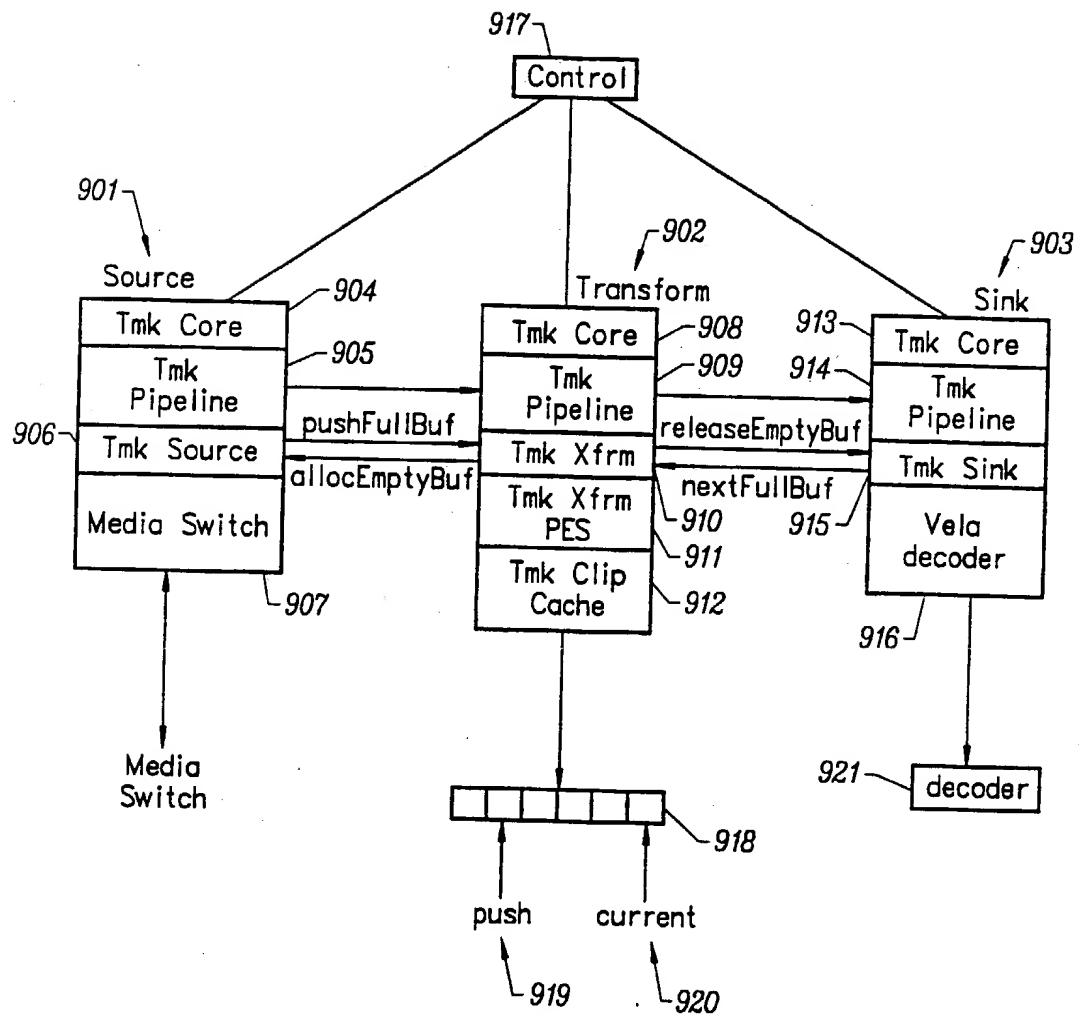 917
Control
901
902
903
Source
904
Transform
Sink
Tmk Core
Tmk Core
908
913
Tmk Core
905
Tmk
Pipeline
Tmk
Pipeline
909
914
Tmk
Pipeline
906
pushFullBuf
releaseEmptyBuf
Tmk Source
Tmk Xfrm
Tmk Sink
allocEmptyBuf
nextFullBuf
910
915
Media Switch
Tmk Xfrm
PES
911
Vela
decoder
907
Tmk Clip
Cache
912
916
Media
Switch
921
decoder
918
push
current
919
920